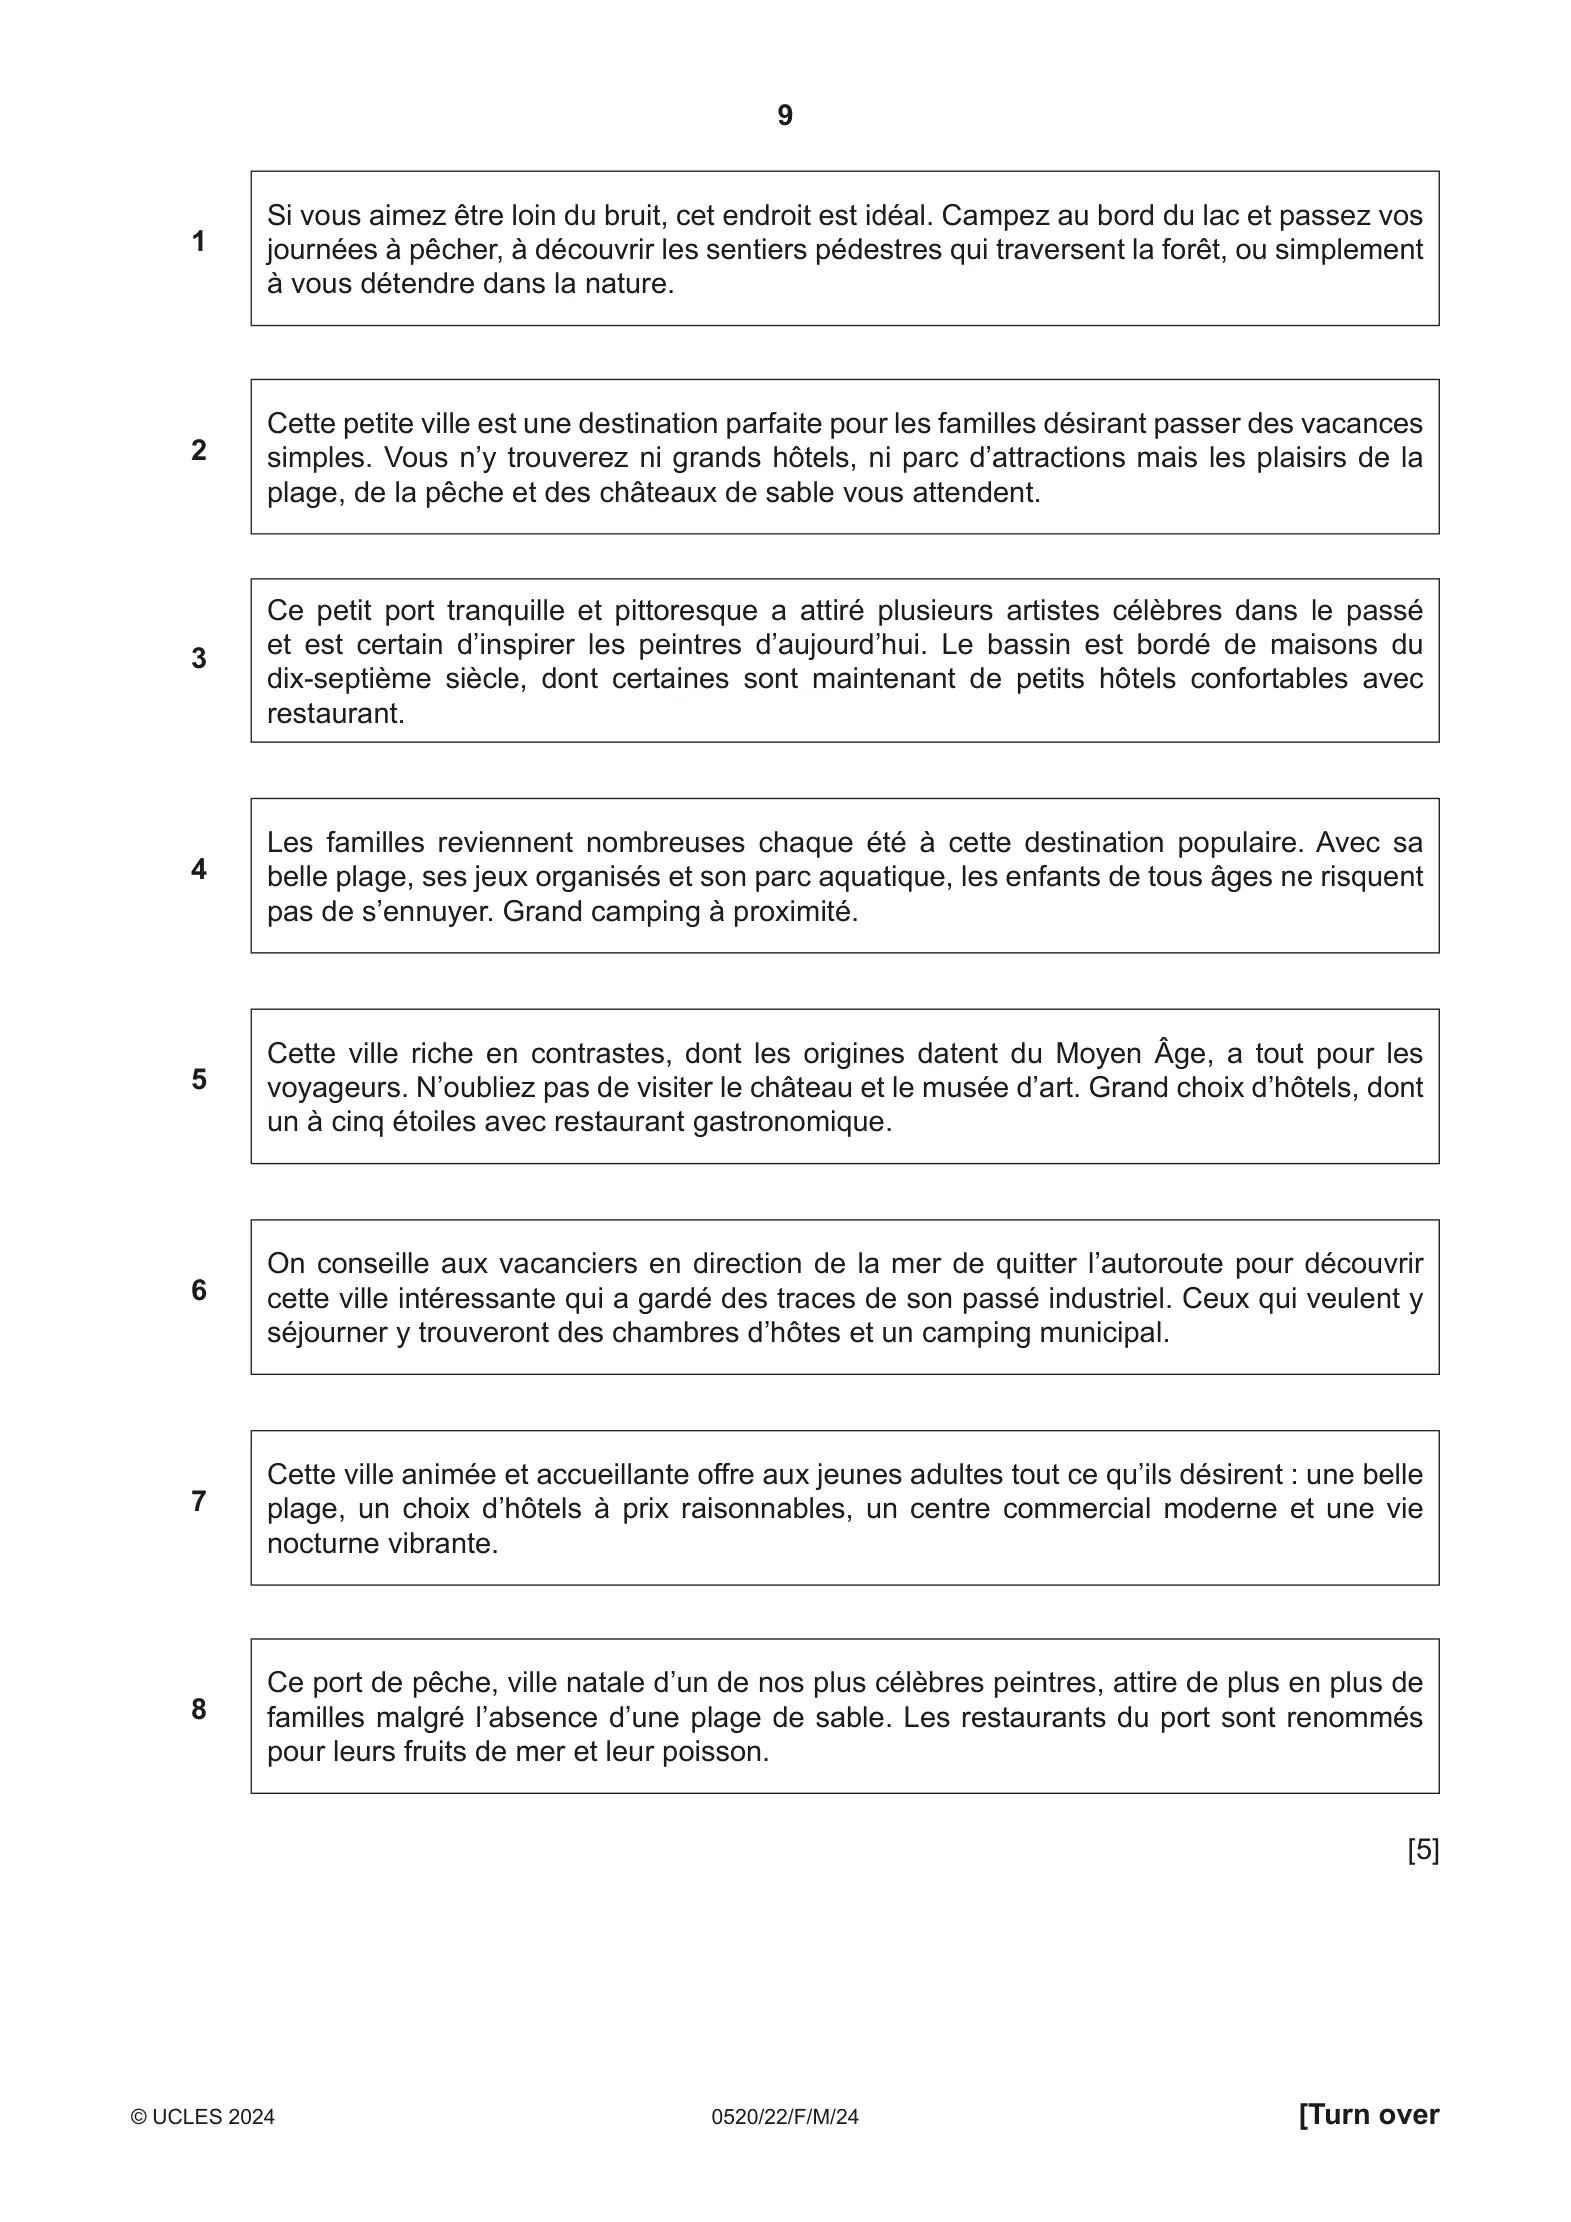 9
1
Si vous aimez être loin du bruit, cet endroit est idéal. Campez au bord du lac et passez vos
journées à pêcher, à découvrir les sentiers pédestres qui traversent la forêt, ou simplement
à vous détendre dans la nature.
2
Cette petite ville est une destination parfaite pour les familles désirant passer des vacances
simples. Vous n’y trouverez ni grands hôtels, ni parc d’attractions mais les plaisirs de la
plage, de la pêche et des châteaux de sable vous attendent.
3
Ce petit port tranquille et pittoresque a attiré plusieurs artistes célèbres dans le passé
et est certain d’inspirer les peintres d’aujourd’hui. Le bassin est bordé de maisons du
dix-septième siècle, dont certaines sont maintenant de petits hôtels confortables avec
restaurant.
4
Les familles reviennent nombreuses chaque été à cette destination populaire. Avec sa
belle plage, ses jeux organisés et son parc aquatique, les enfants de tous âges ne risquent
pas de s’ennuyer. Grand camping à proximité.
5
Cette ville riche en contrastes, dont les origines datent du Moyen Âge, a tout pour les
voyageurs. N’oubliez pas de visiter le château et le musée d’art. Grand choix d’hôtels, dont
un à cinq étoiles avec restaurant gastronomique.
6
On conseille aux vacanciers en direction de la mer de quitter l’autoroute pour découvrir
cette ville intéressante qui a gardé des traces de son passé industriel. Ceux qui veulent y
séjourner y trouveront des chambres d’hôtes et un camping municipal.
7
Cette ville animée et accueillante offre aux jeunes adultes tout ce qu’ils désirent : une belle
plage, un choix d’hôtels à prix raisonnables, un centre commercial moderne et une vie
nocturne vibrante.
8
Ce port de pêche, ville natale d’un de nos plus célèbres peintres, attire de plus en plus de
familles malgré l’absence d’une plage de sable. Les restaurants du port sont renommés
pour leurs fruits de mer et leur poisson.
[5]
© UCLES 2024
0520/22/F/M/24
[Turn over